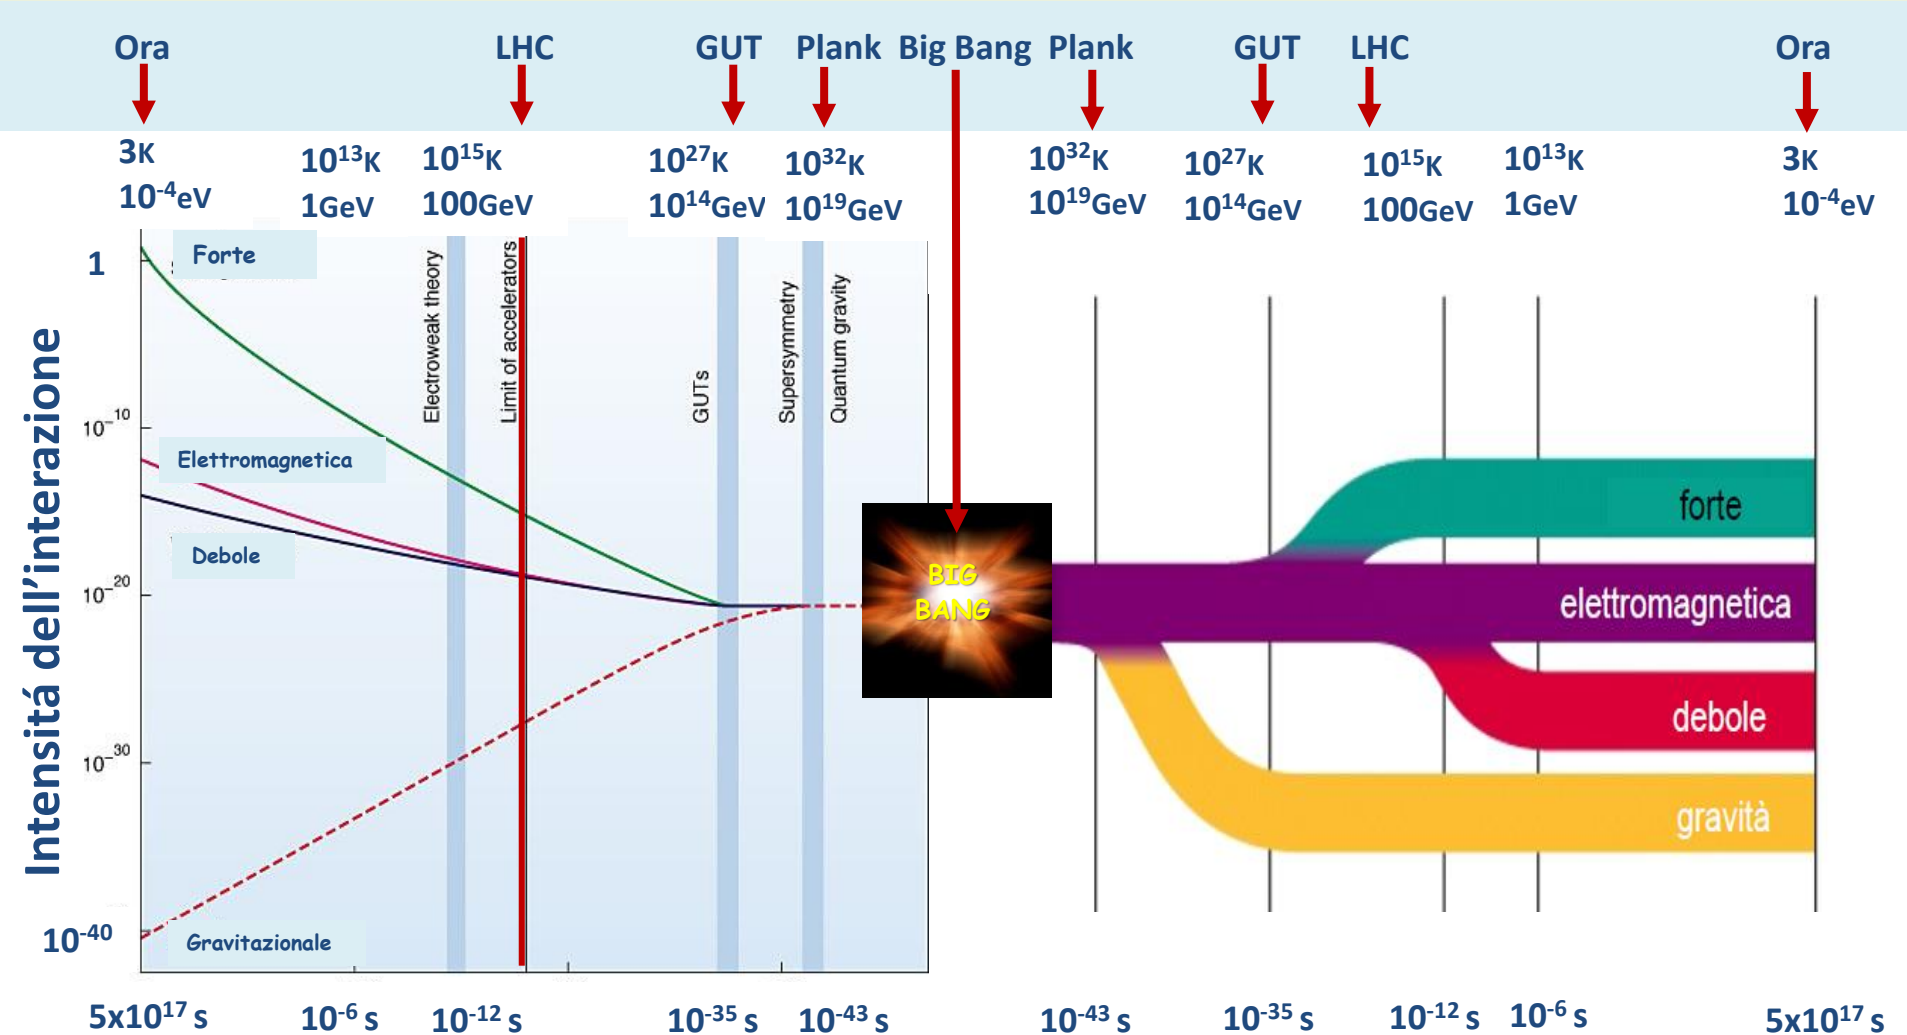 Ora LHC GUT Plank Big Bang Plank GUT LHC Ora
3K 10¹³K 10¹⁵K 10²⁷K 10³²K 10³²K 10²⁷K 10¹⁵K 10¹³K 3K
10⁻⁴eV 1GeV 100GeV 10¹⁴GeV 10¹⁹GeV 10¹⁹GeV 10¹⁴GeV 100GeV 1GeV 10⁻⁴eV
Intensitá dell'interazione
1
10⁻¹⁰
10⁻²⁰
10⁻³⁰
10⁻⁴⁰
Forte
Elettromagnetica
Debole
Gravitazionale
Electroweak theory
Limit of accelerators
GUTs
Supersymmetry
Quantum gravity
BIG
BANG
forte
elettromagnetica
debole
gravità
5x10¹⁷ s 10⁻⁶ s 10⁻¹² s 10⁻³⁵ s 10⁻⁴³ s 10⁻⁴³ s 10⁻³⁵ s 10⁻¹² s 10⁻⁶ s 5x10¹⁷ s